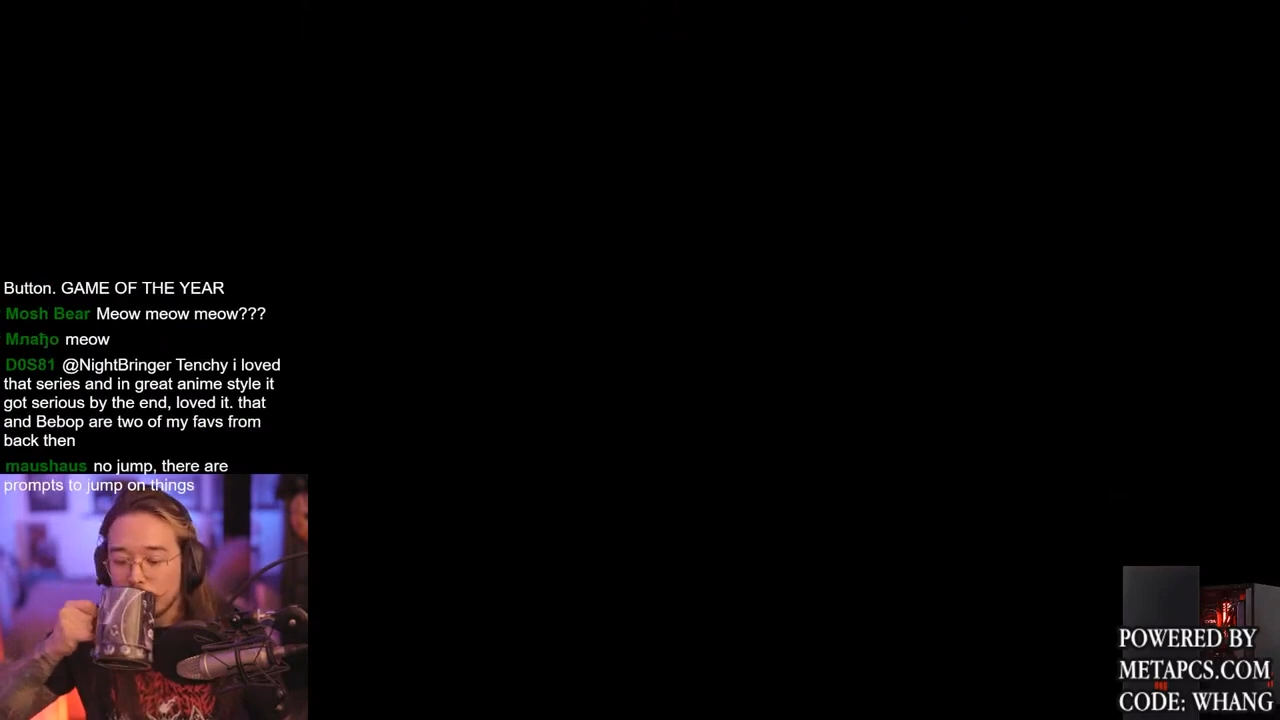 Button. GAME OF THE YEAR
Mosh Bear Meow meow meow???
Мпађо meow
D0S81 @NightBringer Tenchy i loved
that series and in great anime style it
got serious by the end, loved it. that
and Bebop are two of my favs from
back then
maushaus no jump, there are
prompts to jump on things
POWERED BY
METAPCS.COM
CODE: WHANG